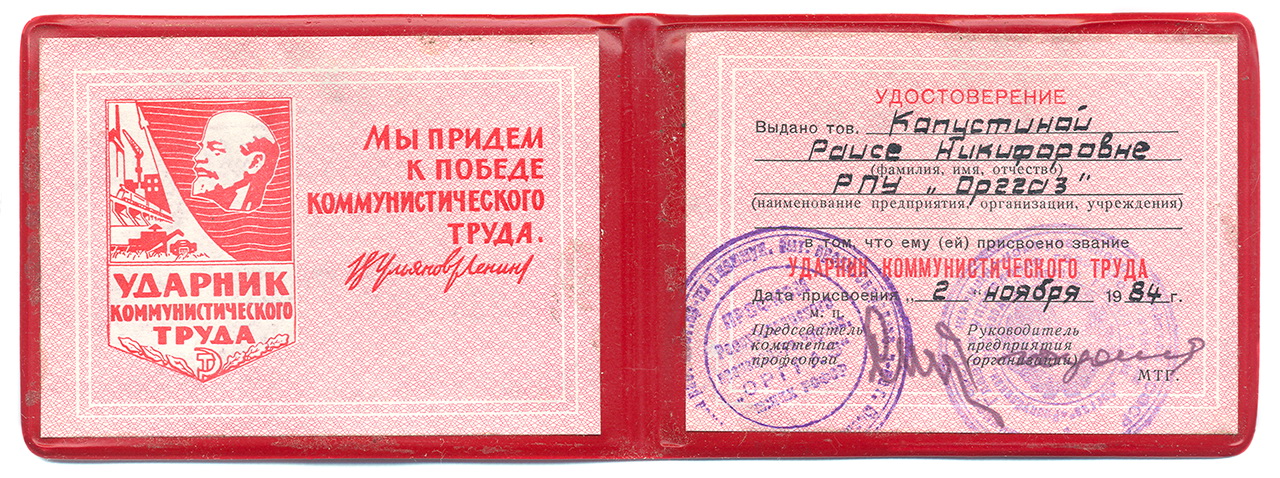 УДАРНИК
КОММУНИСТИЧЕСКОГО
ТРУДА
Мы придем
к победе
коммунистического
труда.
В Ульянов (Ленин)
УДОСТОВЕРЕНИЕ
Выдано тов. Капустиной
Раисе Никифоровне
(фамилия, имя, отчество)
РПУ „Орггаз"
(наименование предприятия, организации, учреждения)
в том, что ему (ей) присвоено звание
УДАРНИК КОММУНИСТИЧЕСКОГО ТРУДА
Дата присвоения „ 2 " ноября 1984 г.
м. п.
Председатель
комитета
профсоюза
Руководитель
предприятия
(организации)
МТГ.